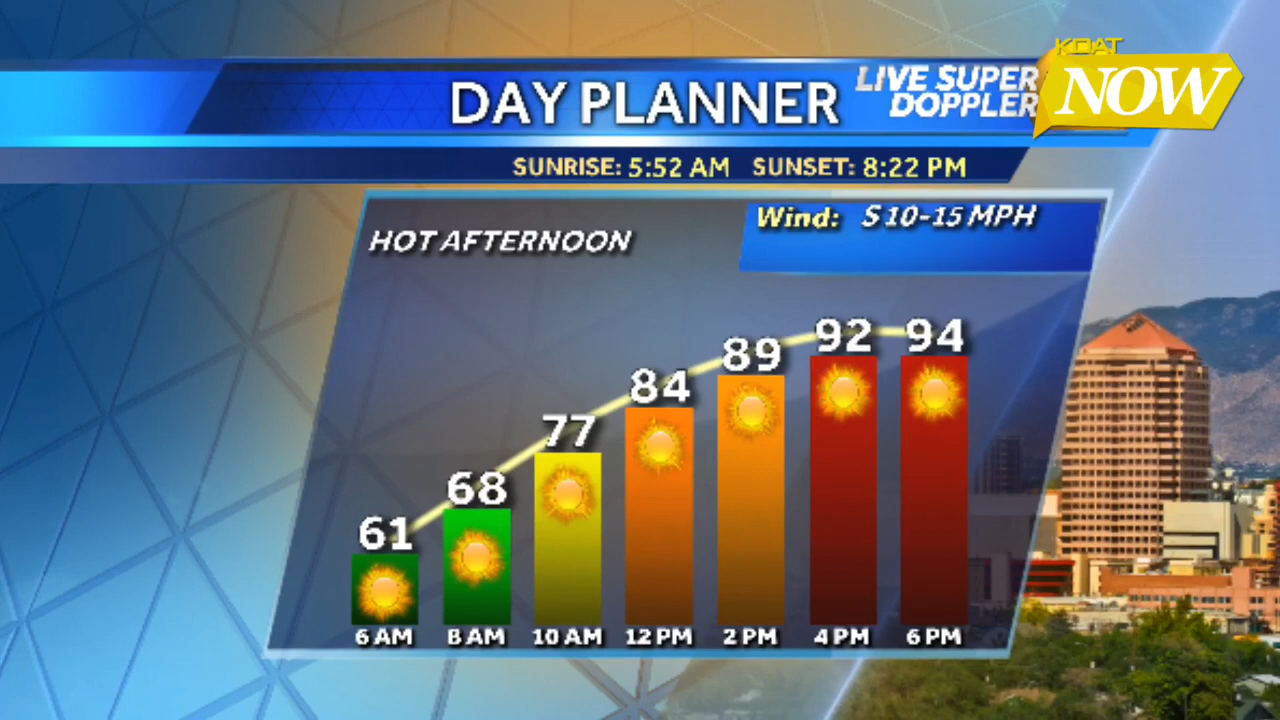 KOAT
NOW
DAY PLANNER
LIVE SUPER
DOPPLER
SUNRISE: 5:52 AM SUNSET: 8:22 PM
HOT AFTERNOON
Wind: S 10-15 MPH
61 68 77 84 89 92 94
6 AM 8 AM 10 AM 12 PM 2 PM 4 PM 6 PM